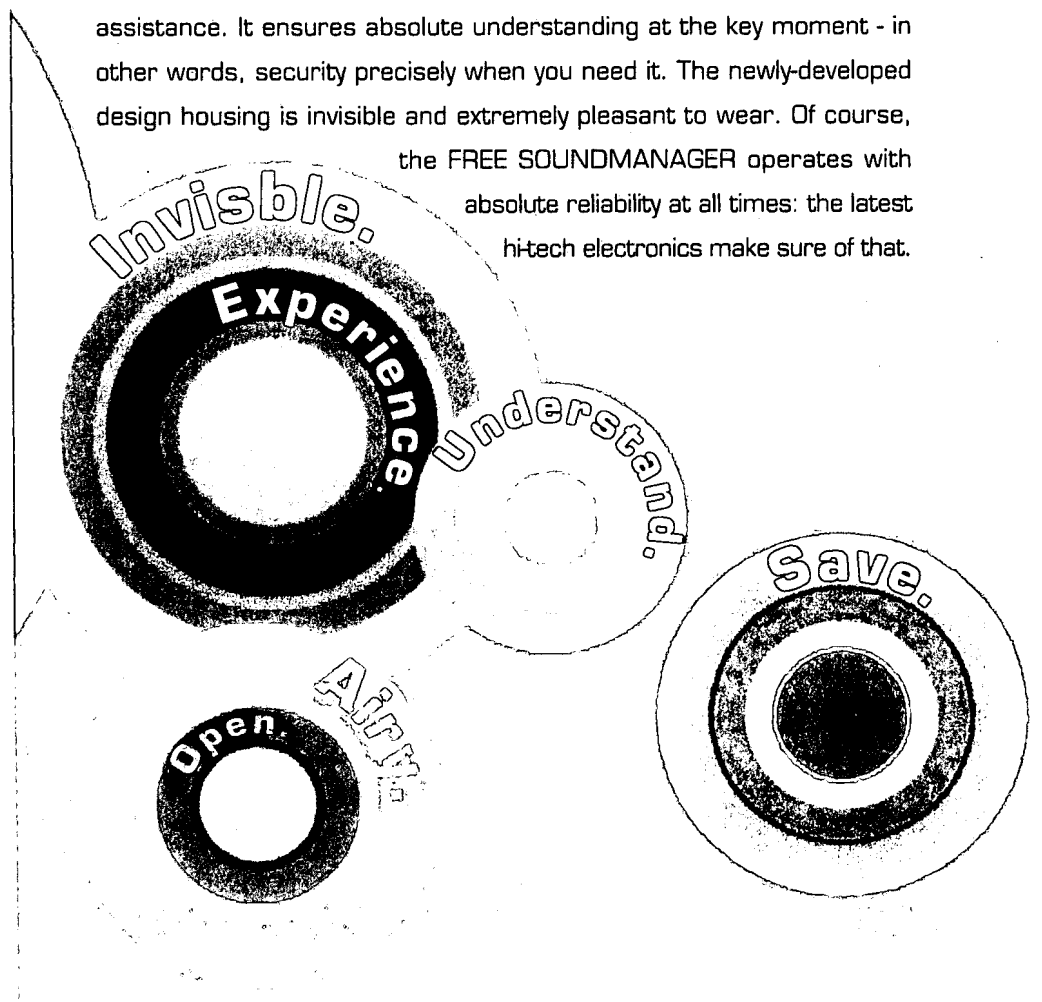 assistance. It ensures absolute understanding at the key moment - in
other words, security precisely when you need it. The newly-developed
design housing is invisible and extremely pleasant to wear. Of course,
the FREE SOUNDMANAGER operates with
absolute reliability at all times: the latest
hi-tech electronics make sure of that.
Invisble.
Experience.
Understand.
Save.
Airy.
Open.